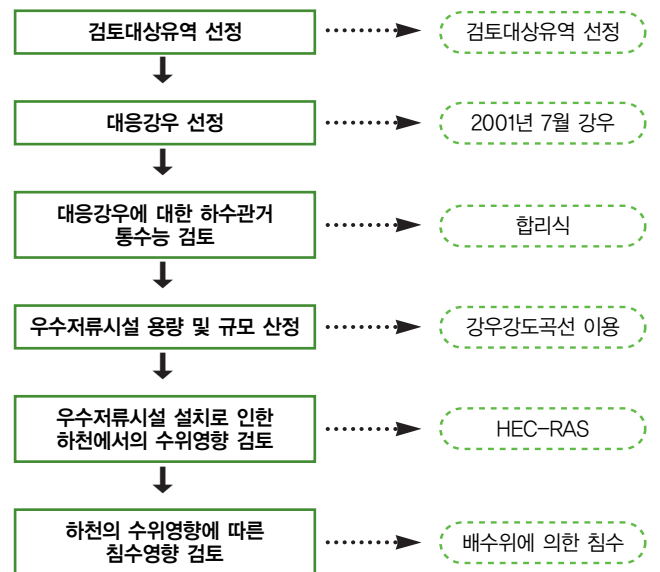 검토대상유역 선정
검토대상유역 선정
대응강우 선정
2001년 7월 강우
대응강우에 대한 하수관거
통수능 검토
합리식
우수저류시설 용량 및 규모 산정
강우강도곡선 이용
우수저류시설 설치로 인한
하천에서의 수위영향 검토
HEC-RAS
하천의 수위영향에 따른
침수영향 검토
배수위에 의한 침수